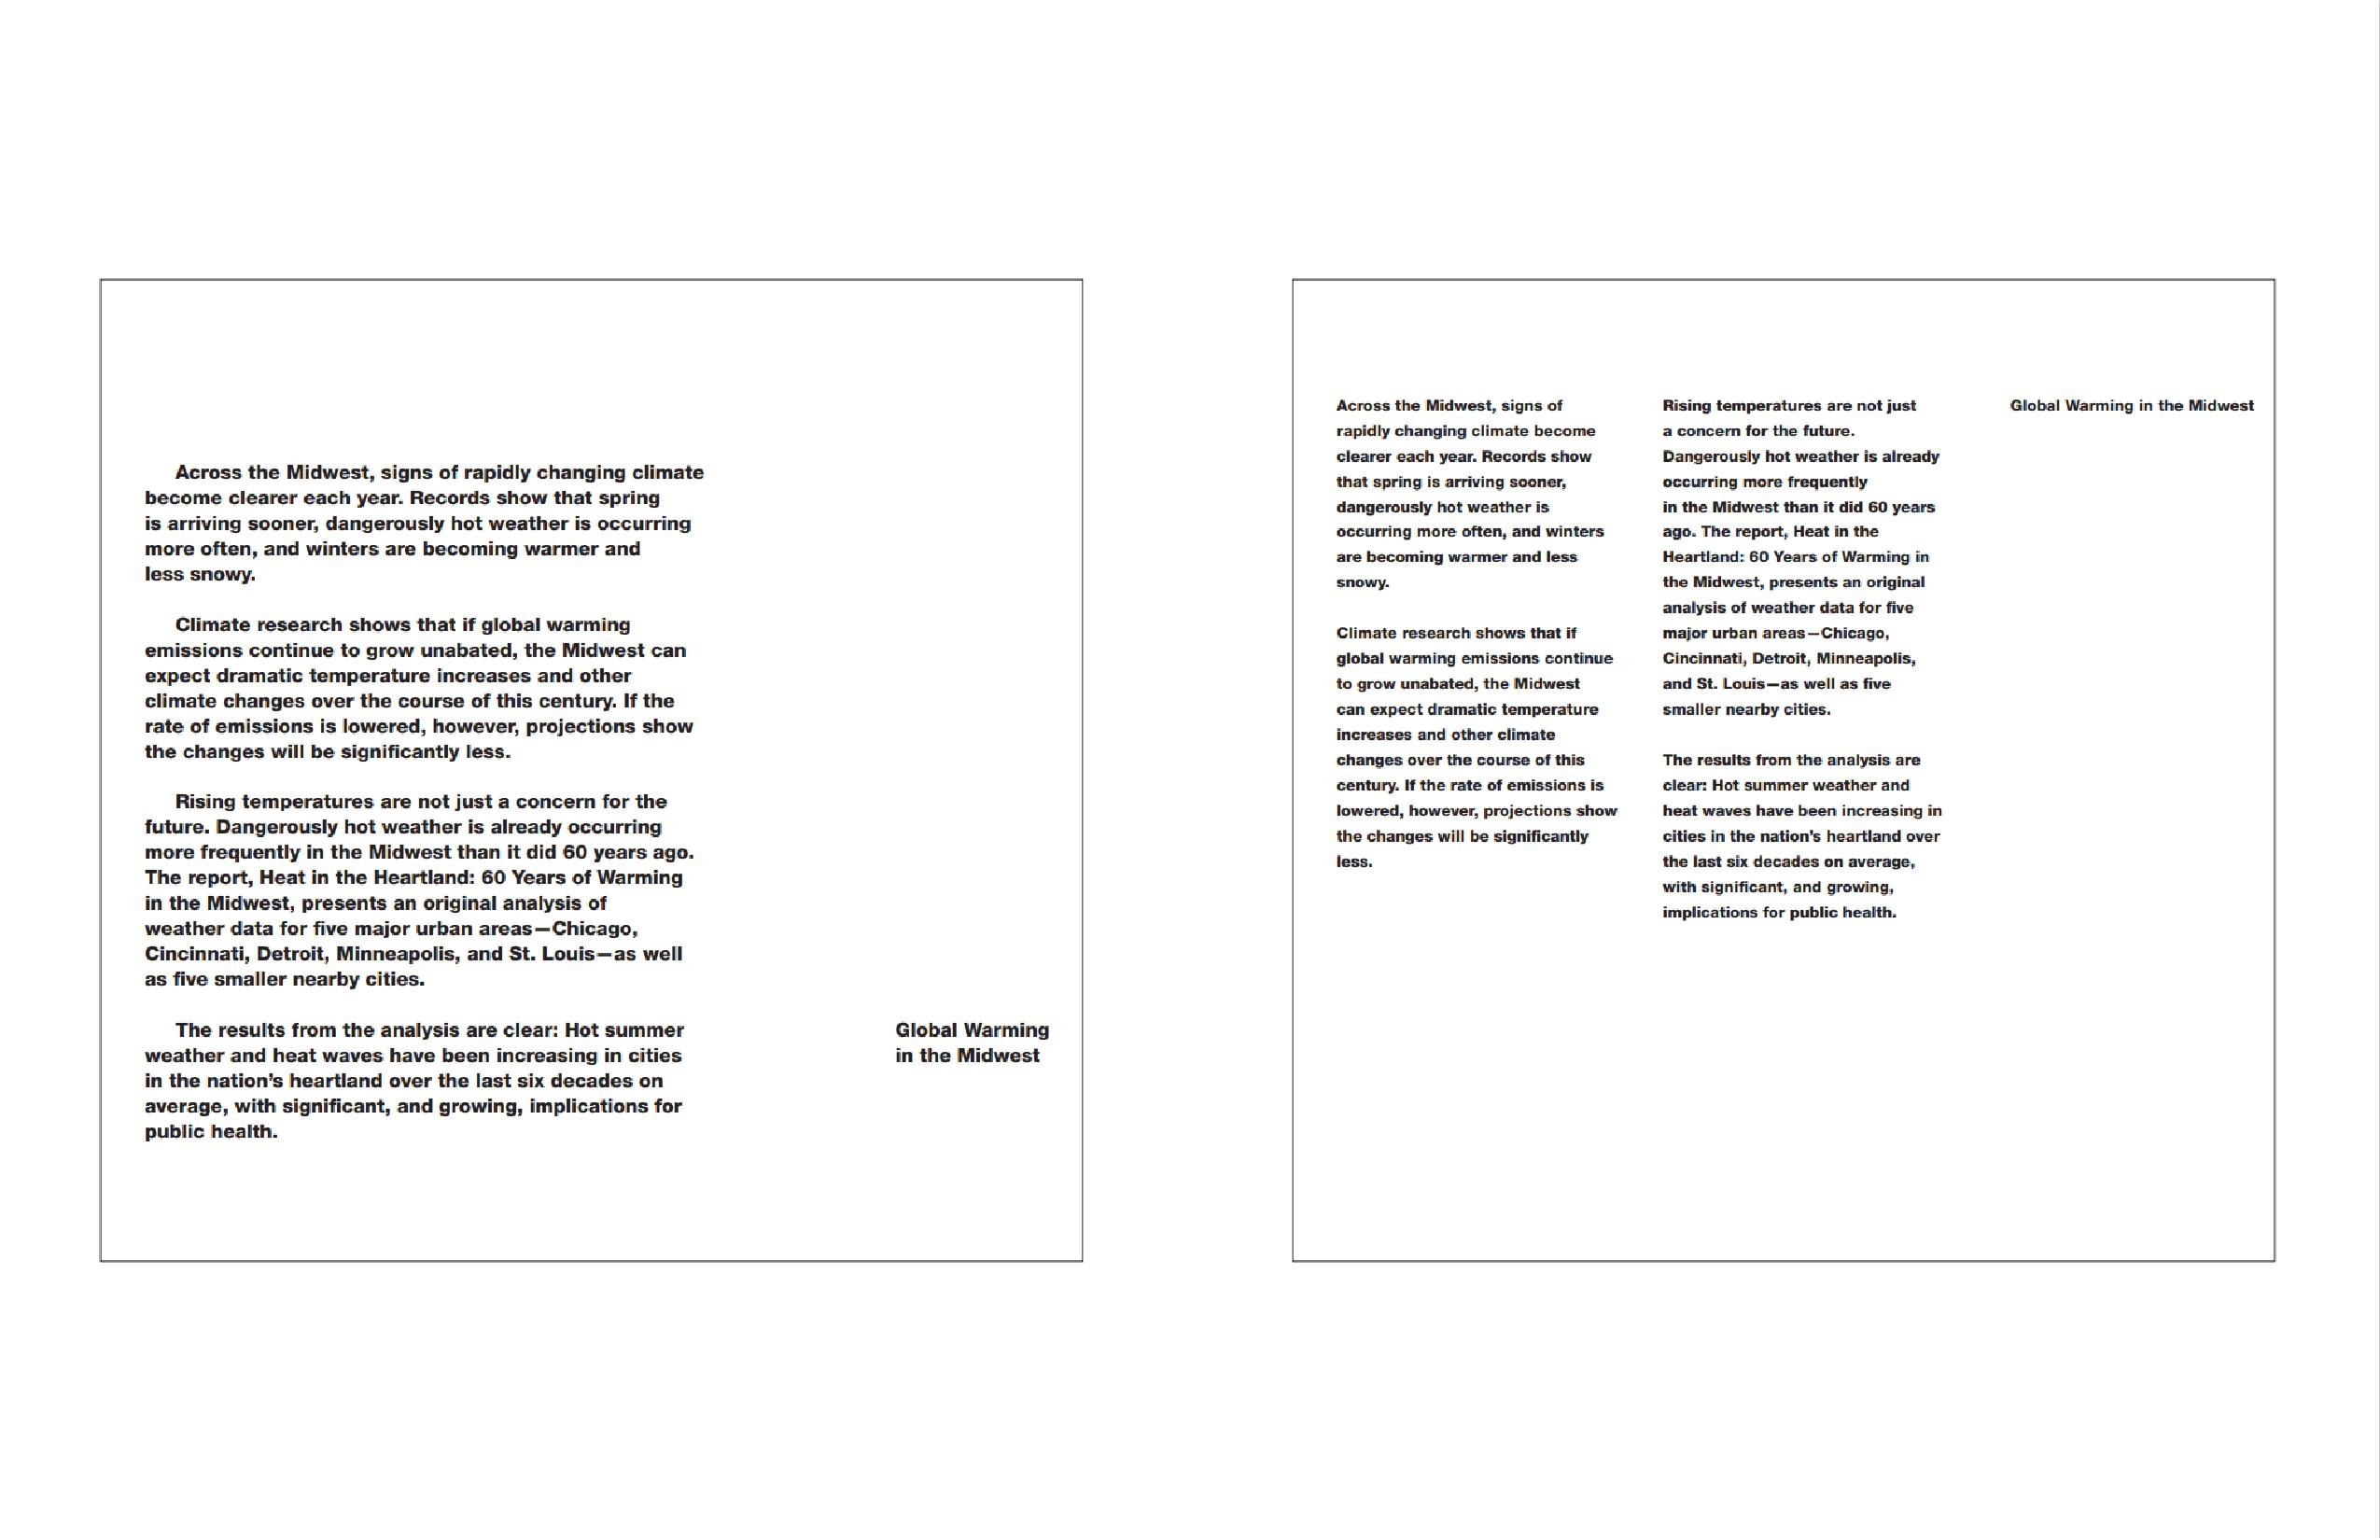 Across the Midwest, signs of rapidly changing climate
become clearer each year. Records show that spring
is arriving sooner, dangerously hot weather is occurring
more often, and winters are becoming warmer and
less snowy.
Climate research shows that if global warming
emissions continue to grow unabated, the Midwest can
expect dramatic temperature increases and other
climate changes over the course of this century. If the
rate of emissions is lowered, however, projections show
the changes will be significantly less.
Rising temperatures are not just a concern for the
future. Dangerously hot weather is already occurring
more frequently in the Midwest than it did 60 years ago.
The report, Heat in the Heartland: 60 Years of Warming
in the Midwest, presents an original analysis of
weather data for five major urban areas—Chicago,
Cincinnati, Detroit, Minneapolis, and St. Louis—as well
as five smaller nearby cities.
The results from the analysis are clear: Hot summer
weather and heat waves have been increasing in cities
in the nation’s heartland over the last six decades on
average, with significant, and growing, implications for
public health.
Global Warming
in the Midwest
Across the Midwest, signs of
rapidly changing climate become
clearer each year. Records show
that spring is arriving sooner,
dangerously hot weather is
occurring more often, and winters
are becoming warmer and less
snowy.
Climate research shows that if
global warming emissions continue
to grow unabated, the Midwest
can expect dramatic temperature
increases and other climate
changes over the course of this
century. If the rate of emissions is
lowered, however, projections show
the changes will be significantly
less.
Rising temperatures are not just
a concern for the future.
Dangerously hot weather is already
occurring more frequently
in the Midwest than it did 60 years
ago. The report, Heat in the
Heartland: 60 Years of Warming in
the Midwest, presents an original
analysis of weather data for five
major urban areas—Chicago,
Cincinnati, Detroit, Minneapolis,
and St. Louis—as well as five
smaller nearby cities.
The results from the analysis are
clear: Hot summer weather and
heat waves have been increasing in
cities in the nation’s heartland over
the last six decades on average,
with significant, and growing,
implications for public health.
Global Warming in the Midwest